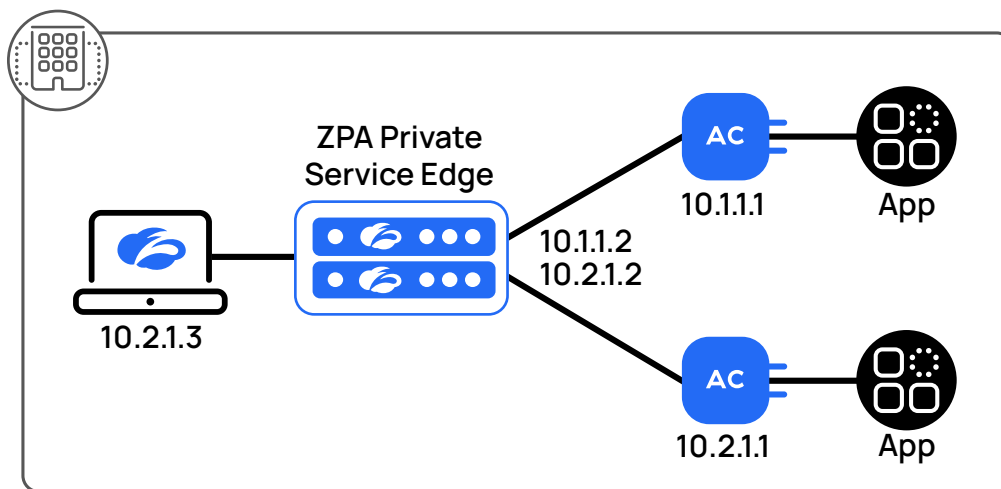 ZPA Private
Service Edge
10.2.1.3
10.1.1.2
10.2.1.2
AC
10.1.1.1
App
AC
10.2.1.1
App